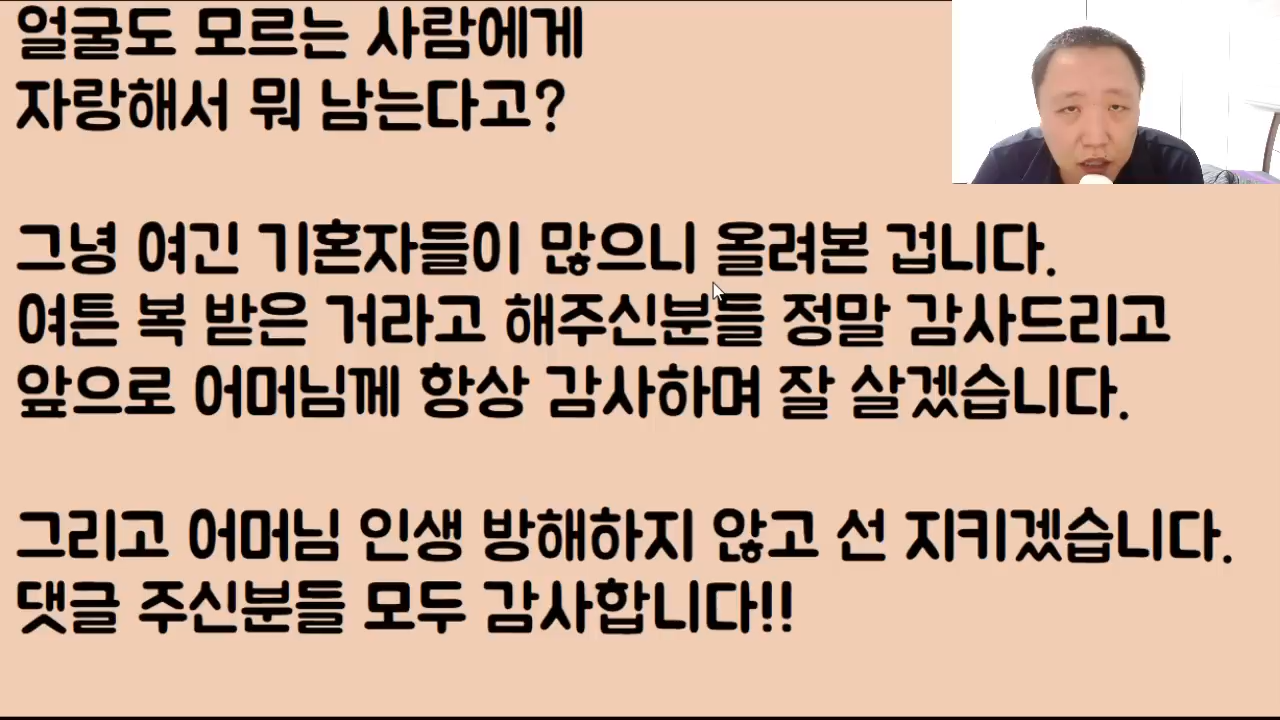 얼굴도 모르는 사람에게
자랑해서 뭐 남는다고?
그녕 여긴 기혼자들이 많으니 올려본 겁니다.
여튼 복 받은 거라고 해주신분들 정말 감사드리고
앞으로 어머님께 항상 감사하며 잘 살겠습니다.
그리고 어머님 인생 방해하지 않고 선 지키겠습니다.
댓글 주신분들 모두 감사합니다!!